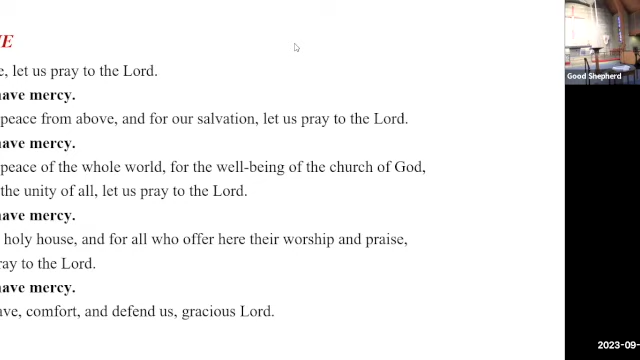 E
e, let us pray to the Lord.
have mercy.
peace from above, and for our salvation, let us pray to the Lord.
have mercy.
peace of the whole world, for the well-being of the church of God,
the unity of all, let us pray to the Lord.
have mercy.
holy house, and for all who offer here their worship and praise,
ray to the Lord.
have mercy.
ave, comfort, and defend us, gracious Lord.
Good Shepherd
2023-09-